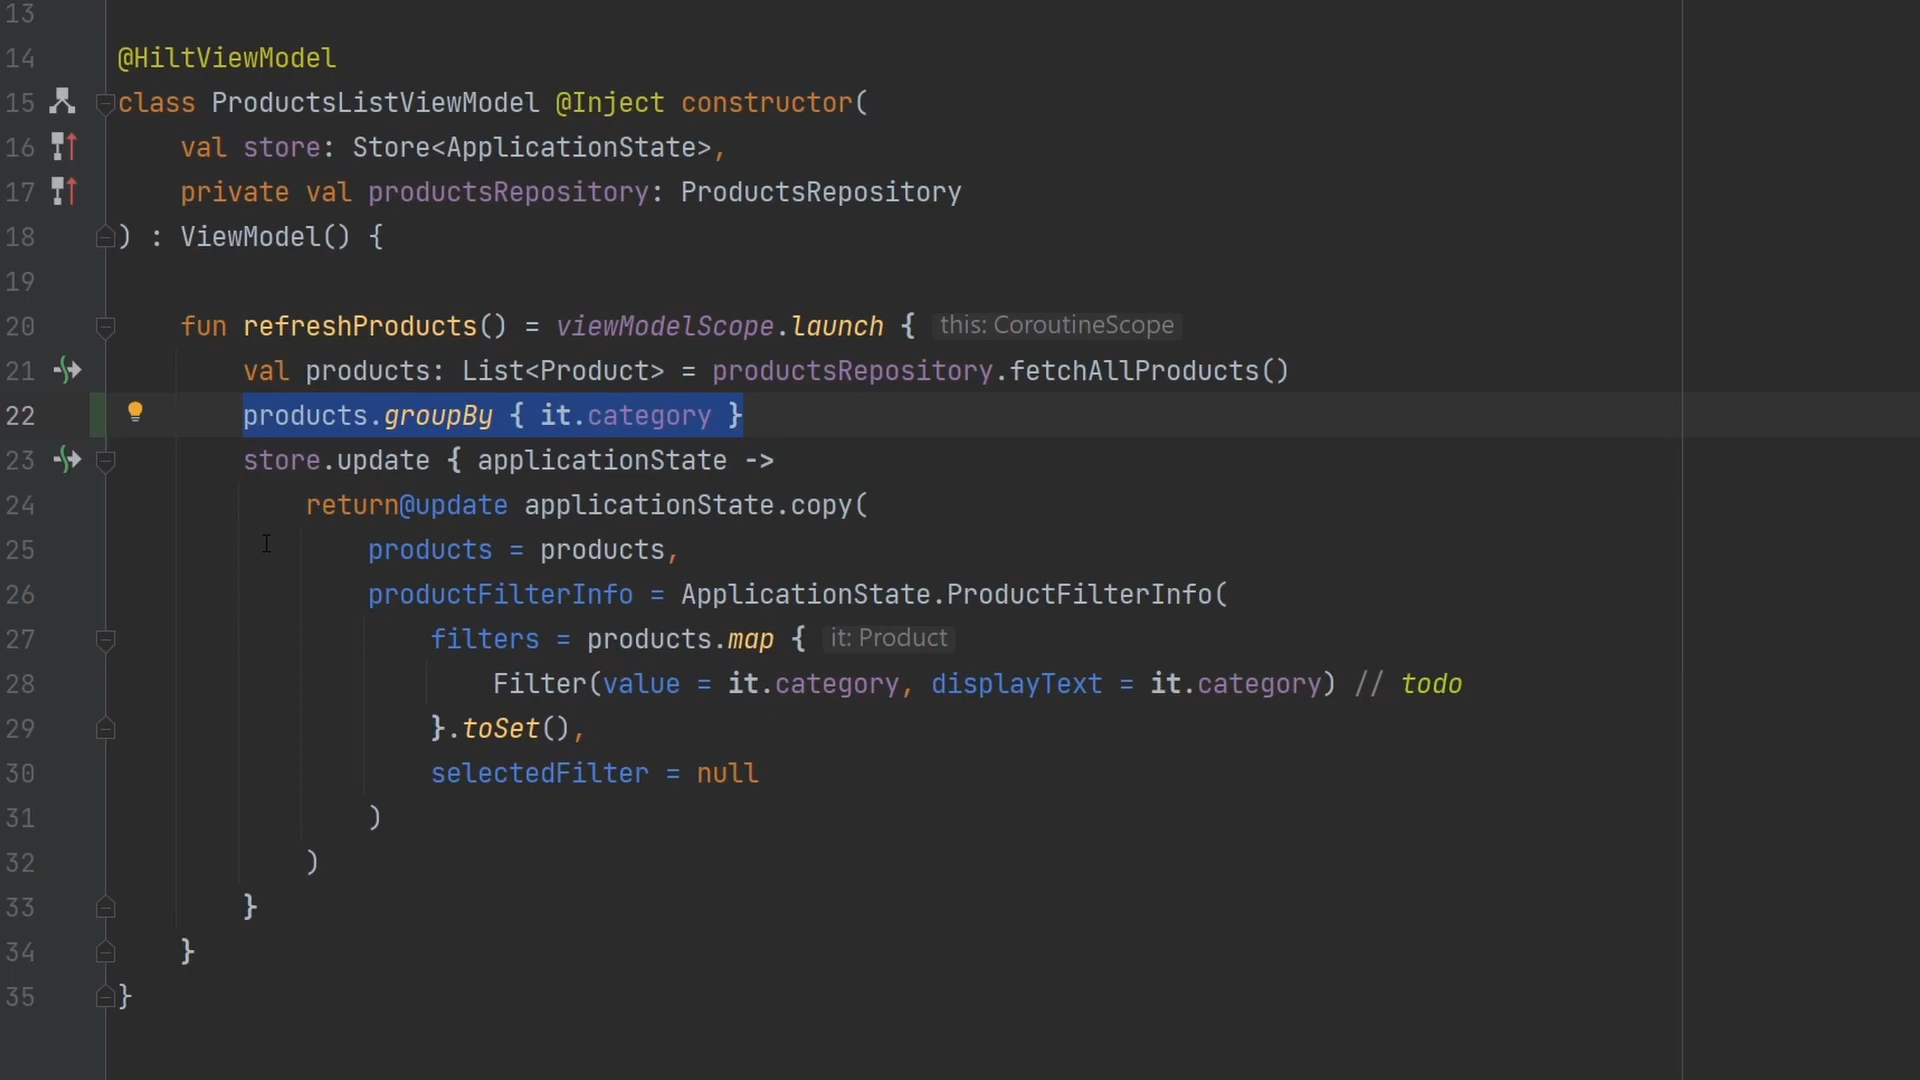 13
14 @HiltViewModel
15 class ProductsListViewModel @Inject constructor(
16     val store: Store<ApplicationState>,
17     private val productsRepository: ProductsRepository
18 ) : ViewModel() {
19
20     fun refreshProducts() = viewModelScope.launch { this: CoroutineScope
21         val products: List<Product> = productsRepository.fetchAllProducts()
22         products.groupBy { it.category }
23         store.update { applicationState ->
24             return@update applicationState.copy(
25                 products = products,
26                 productFilterInfo = ApplicationState.ProductFilterInfo(
27                     filters = products.map { it: Product
28                         Filter(value = it.category, displayText = it.category) // todo
29                     }.toSet(),
30                     selectedFilter = null
31                 )
32             )
33         }
34     }
35 }